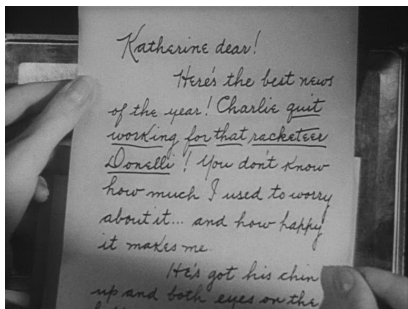 Katherine dear!
Here's the best news
of the year! Charlie quit
working for that racketeer
Donelli! You don't know
how much I used to worry
about it... and how happy
it makes me.
He's got his chin
up and both eyes on the